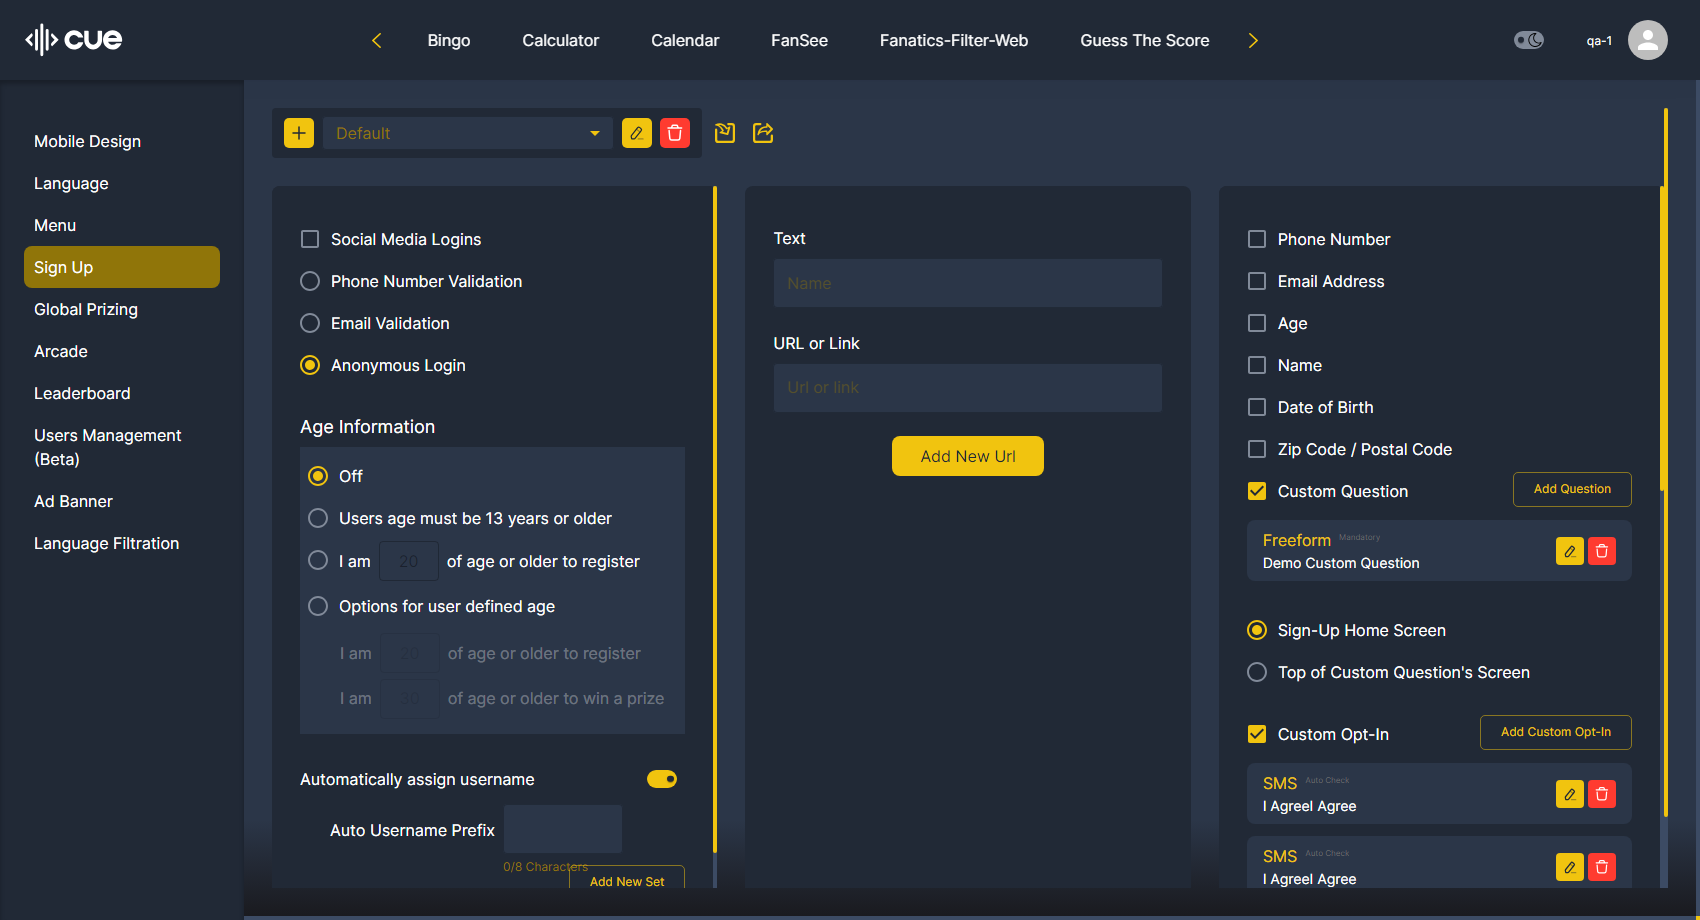 cue
Bingo
Calculator
Calendar
FanSee
Fanatics-Filter-Web
Guess The Score
qa-1
Mobile Design
Language
Menu
Sign Up
Global Prizing
Arcade
Leaderboard
Users Management
(Beta)
Ad Banner
Language Filtration
Default
Social Media Logins
Phone Number Validation
Email Validation
Anonymous Login
Age Information
Off
Users age must be 13 years or older
I am 20 of age or older to register
Options for user defined age
I am 20 of age or older to register
I am 30 of age or older to win a prize
Automatically assign username
Auto Username Prefix
0/8 Characters
Add New Set
Text
Name
URL or Link
Url or link
Add New Url
Phone Number
Email Address
Age
Name
Date of Birth
Zip Code / Postal Code
Custom Question
Add Question
Freeform Mandatory
Demo Custom Question
Sign-Up Home Screen
Top of Custom Question's Screen
Custom Opt-In
Add Custom Opt-In
SMS Auto Check
I AgreeI Agree
SMS Auto Check
I AgreeI Agree